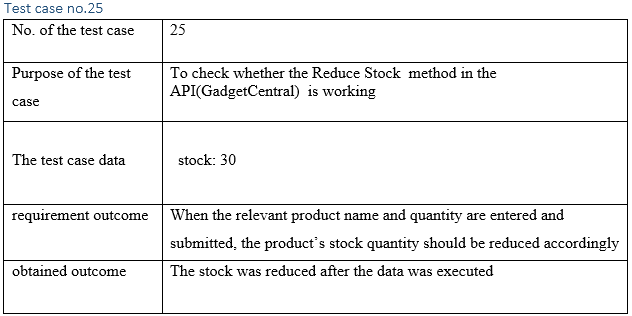 Test case no.25
No. of the test case 25
Purpose of the test
case
To check whether the Reduce Stock method in the
API(GadgetCentral) is working
The test case data stock: 30
requirement outcome When the relevant product name and quantity are entered and
submitted, the product's stock quantity should be reduced accordingly
obtained outcome The stock was reduced after the data was executed